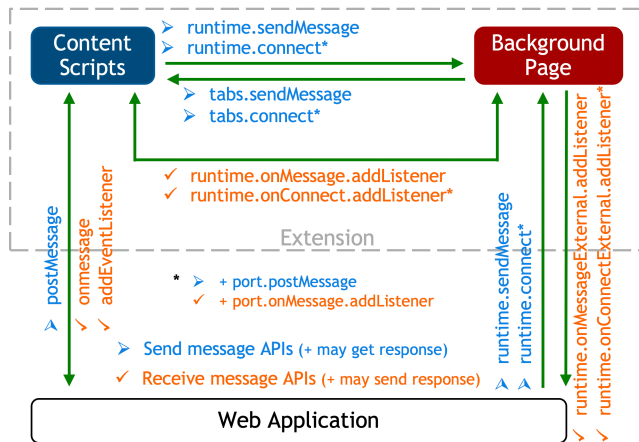 Content
Scripts
runtime.sendMessage
runtime.connect*
Background
Page
tabs.sendMessage
tabs.connect*
runtime.onMessage.addListener
runtime.onConnect.addListener*
Extension
postMessage
onmessage
addEventListener
* + port.postMessage
+ port.onMessage.addListener
runtime.sendMessage
runtime.connect*
runtime.onMessageExternal.addListener
runtime.onConnectExternal.addListener*
Send message APIs (+ may get response)
Receive message APIs (+ may send response)
Web Application